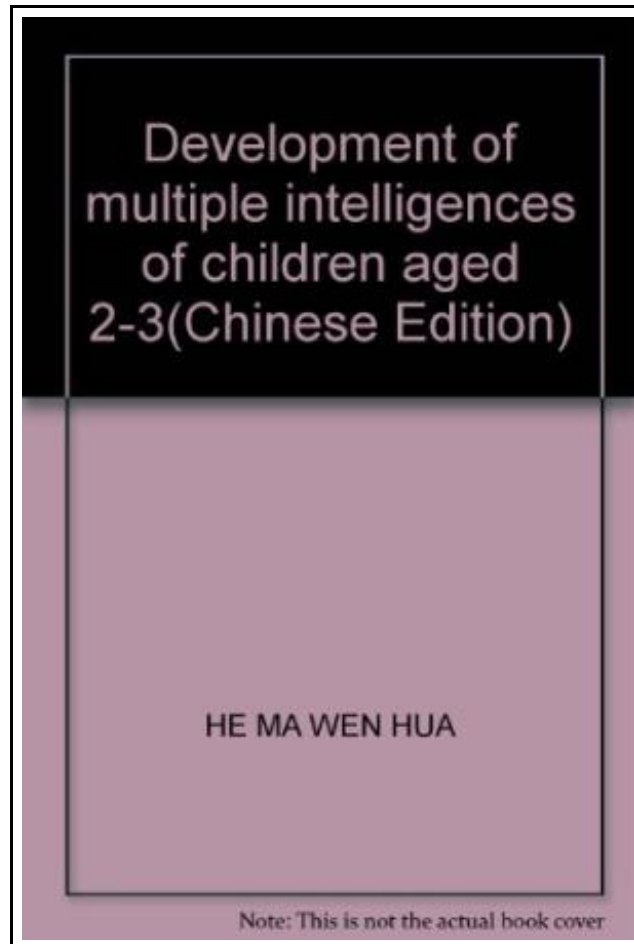 Development of
multiple intelligences
of children aged
2-3(Chinese Edition)
HE MA WEN HUA
Note: This is not the actual book cover